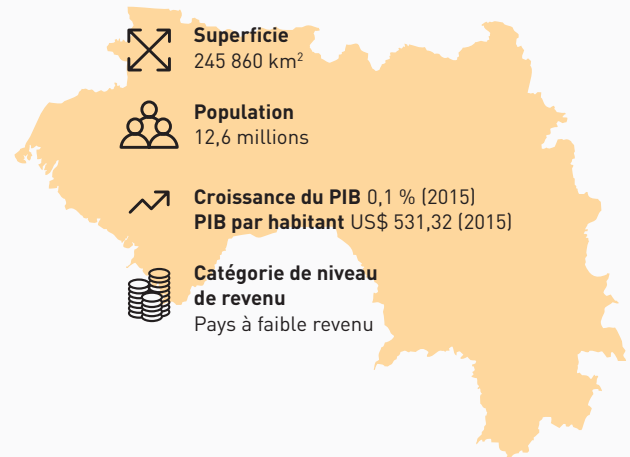 Superficie
245 860 km²
Population
12,6 millions
Croissance du PIB 0,1 % (2015)
PIB par habitant US$ 531,32 (2015)
Catégorie de niveau
de revenu
Pays à faible revenu